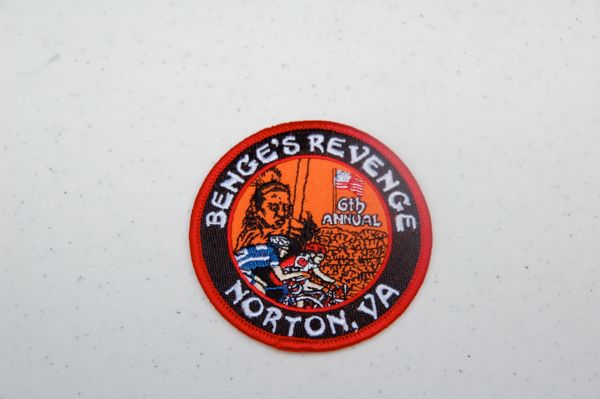 BENGE'S REVENGE
6th
ANNUAL
NORTON, VA